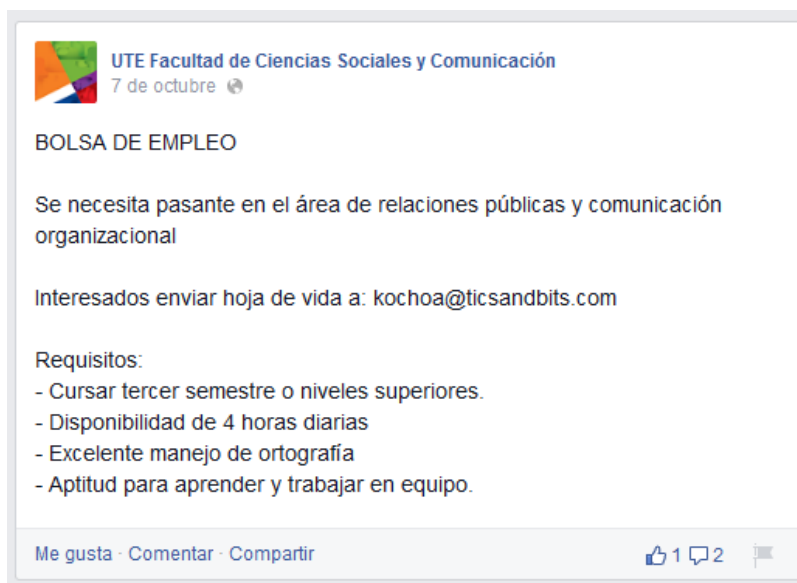 UTE Facultad de Ciencias Sociales y Comunicación
7 de octubre
BOLSA DE EMPLEO
Se necesita pasante en el área de relaciones públicas y comunicación
organizacional
Interesados enviar hoja de vida a: kochoa@ticsandbits.com
Requisitos:
- Cursar tercer semestre o niveles superiores.
- Disponibilidad de 4 horas diarias
- Excelente manejo de ortografía
- Aptitud para aprender y trabajar en equipo.
Me gusta · Comentar · Compartir 1 2